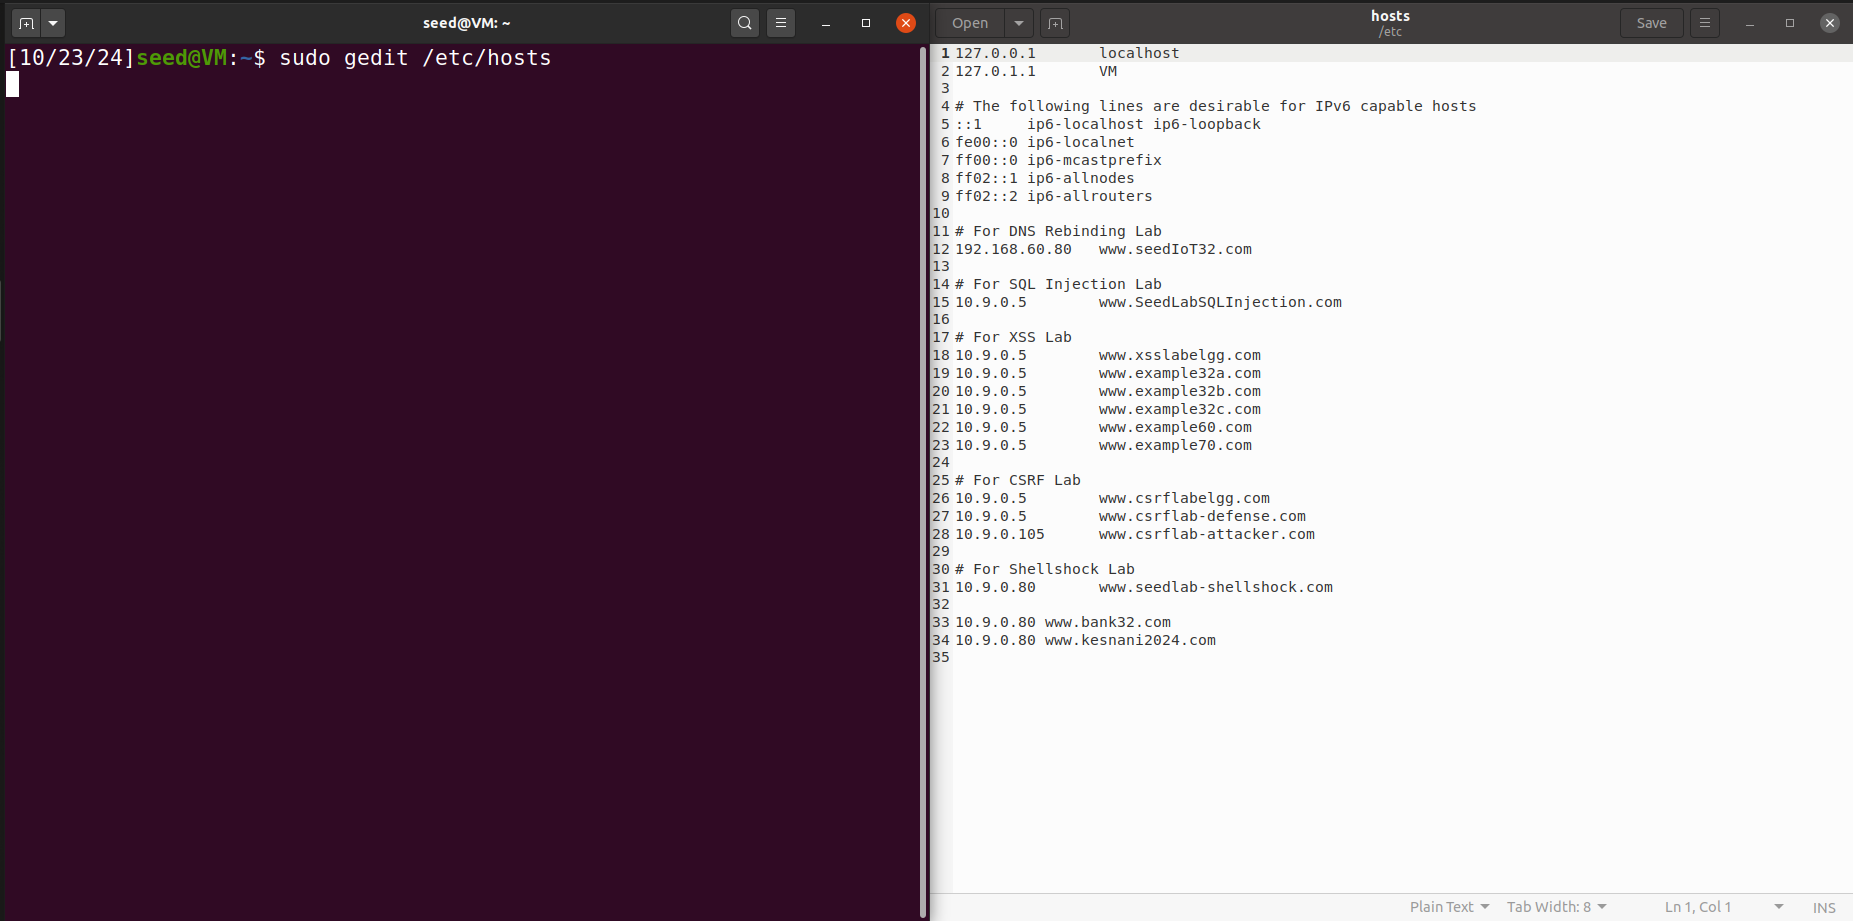 seed@VM: ~
[10/23/24]seed@VM:~$ sudo gedit /etc/hosts
Open
hosts
/etc
Save
1 127.0.0.1 localhost
2 127.0.1.1 VM
3
4 # The following lines are desirable for IPv6 capable hosts
5 ::1 ip6-localhost ip6-loopback
6 fe00::0 ip6-localnet
7 ff00::0 ip6-mcastprefix
8 ff02::1 ip6-allnodes
9 ff02::2 ip6-allrouters
10
11 # For DNS Rebinding Lab
12 192.168.60.80 www.seedIoT32.com
13
14 # For SQL Injection Lab
15 10.9.0.5 www.SeedLabSQLInjection.com
16
17 # For XSS Lab
18 10.9.0.5 www.xsslabelgg.com
19 10.9.0.5 www.example32a.com
20 10.9.0.5 www.example32b.com
21 10.9.0.5 www.example32c.com
22 10.9.0.5 www.example60.com
23 10.9.0.5 www.example70.com
24
25 # For CSRF Lab
26 10.9.0.5 www.csrflabelgg.com
27 10.9.0.5 www.csrflab-defense.com
28 10.9.0.105 www.csrflab-attacker.com
29
30 # For Shellshock Lab
31 10.9.0.80 www.seedlab-shellshock.com
32
33 10.9.0.80 www.bank32.com
34 10.9.0.80 www.kesnani2024.com
35
Plain Text Tab Width: 8 Ln 1, Col 1 INS